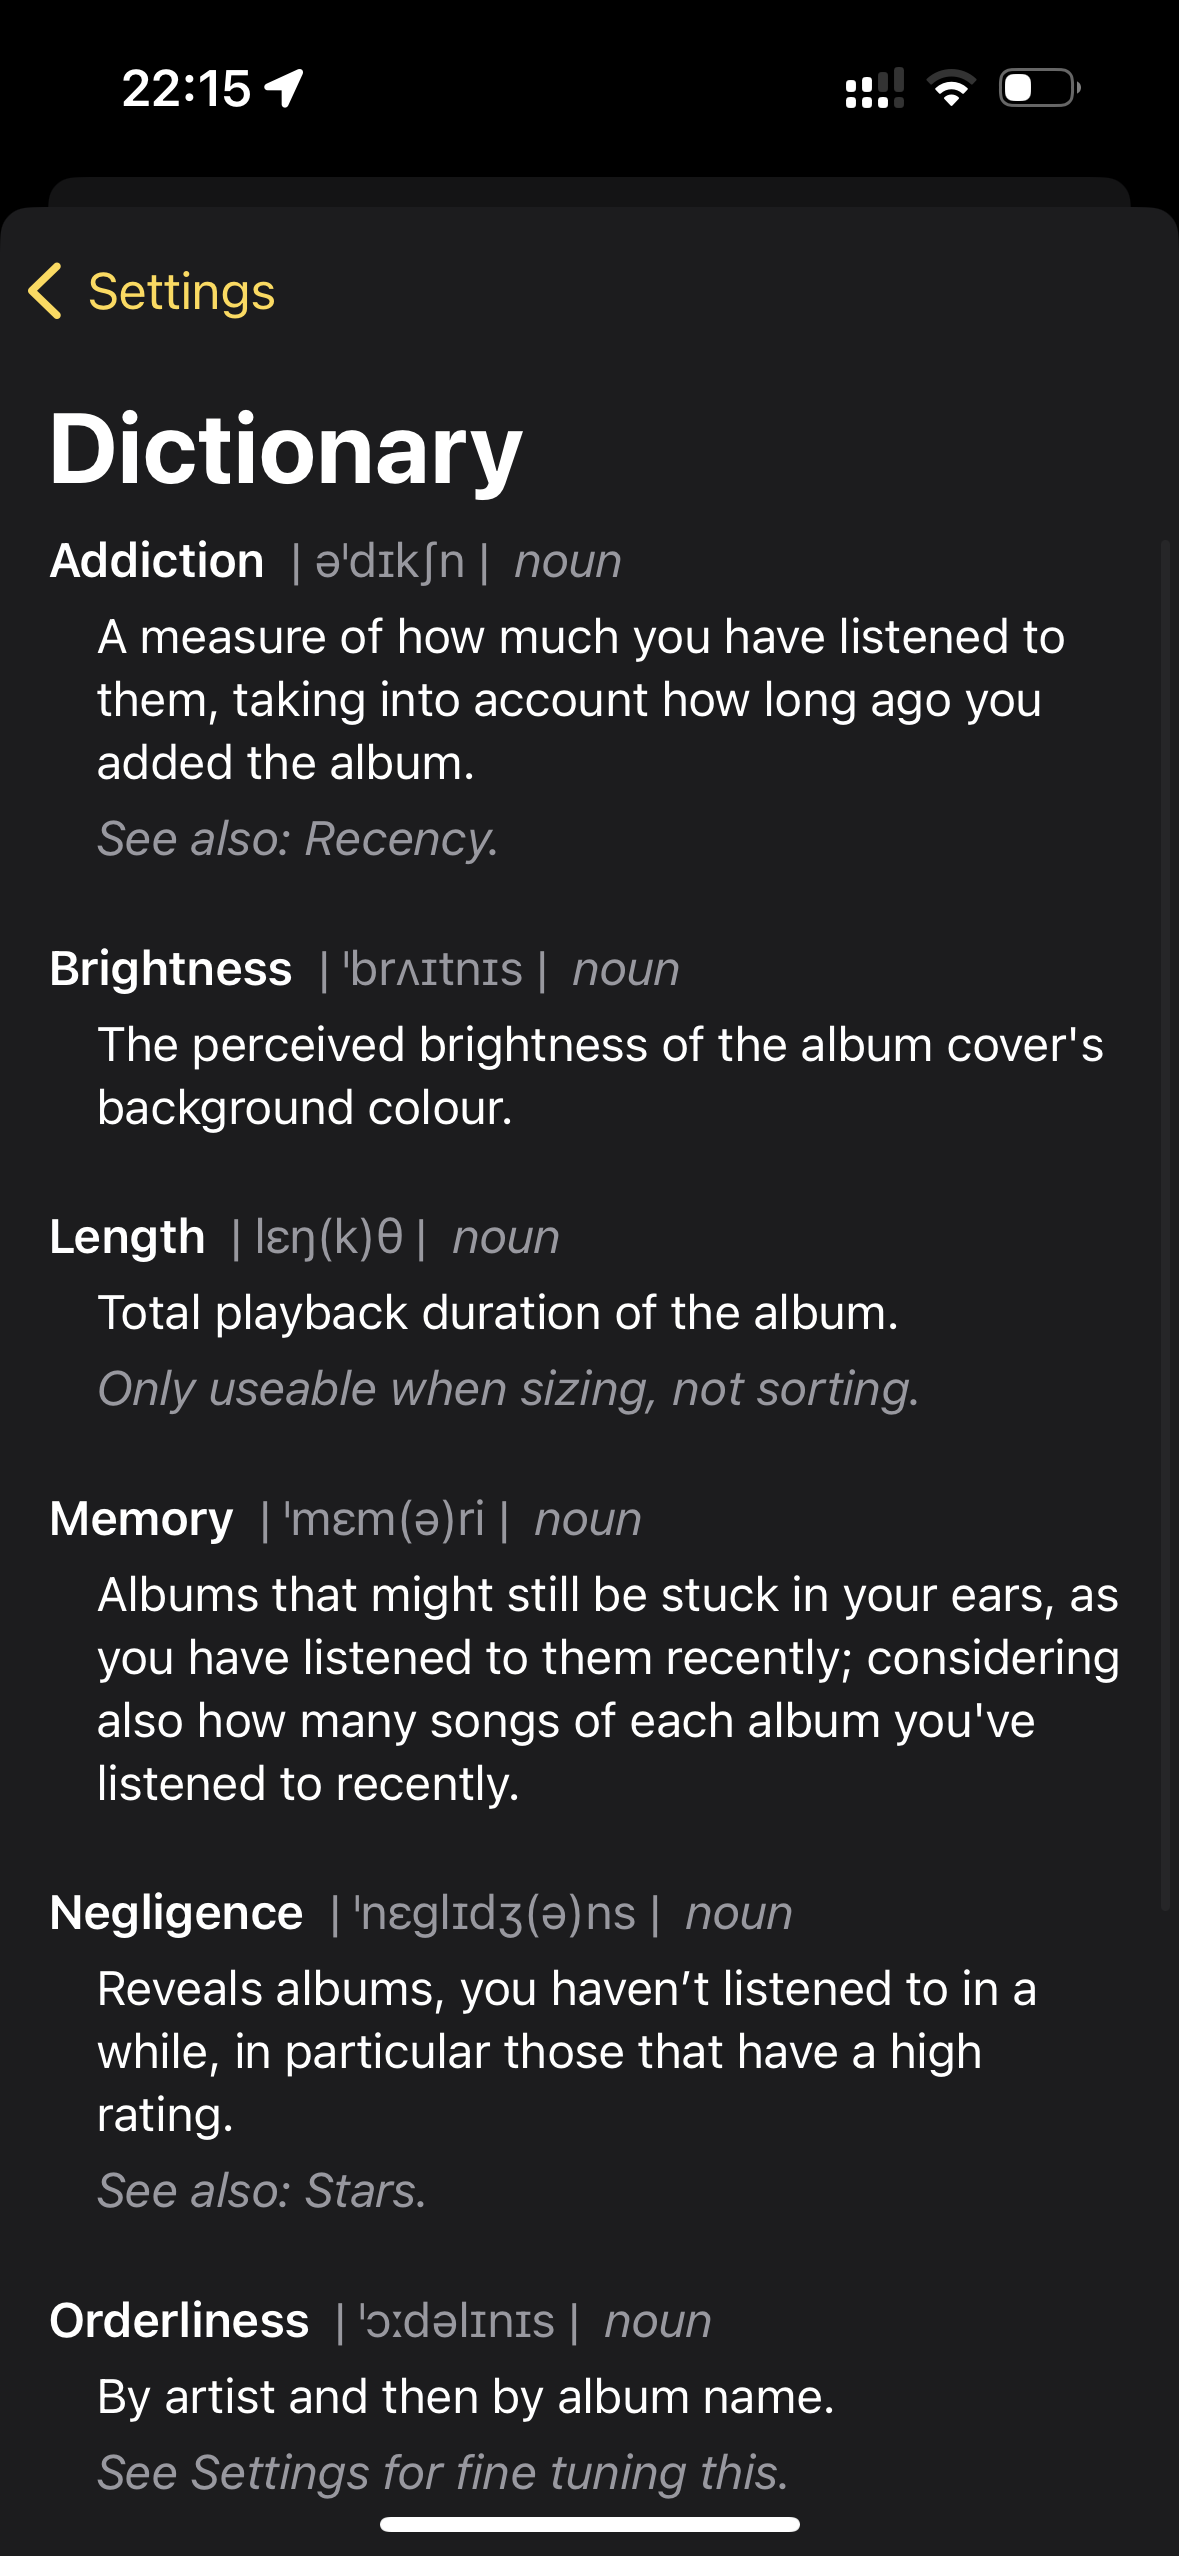 22:15
Settings
Dictionary
Addiction | ə'dɪkʃn | noun
A measure of how much you have listened to
them, taking into account how long ago you
added the album.
See also: Recency.
Brightness | 'brʌɪtnɪs | noun
The perceived brightness of the album cover's
background colour.
Length | lɛŋ(k)θ | noun
Total playback duration of the album.
Only useable when sizing, not sorting.
Memory | 'mɛm(ə)ri | noun
Albums that might still be stuck in your ears, as
you have listened to them recently; considering
also how many songs of each album you've
listened to recently.
Negligence | 'nɛglɪdʒ(ə)ns | noun
Reveals albums, you haven’t listened to in a
while, in particular those that have a high
rating.
See also: Stars.
Orderliness | 'ɔːdəlɪnɪs | noun
By artist and then by album name.
See Settings for fine tuning this.